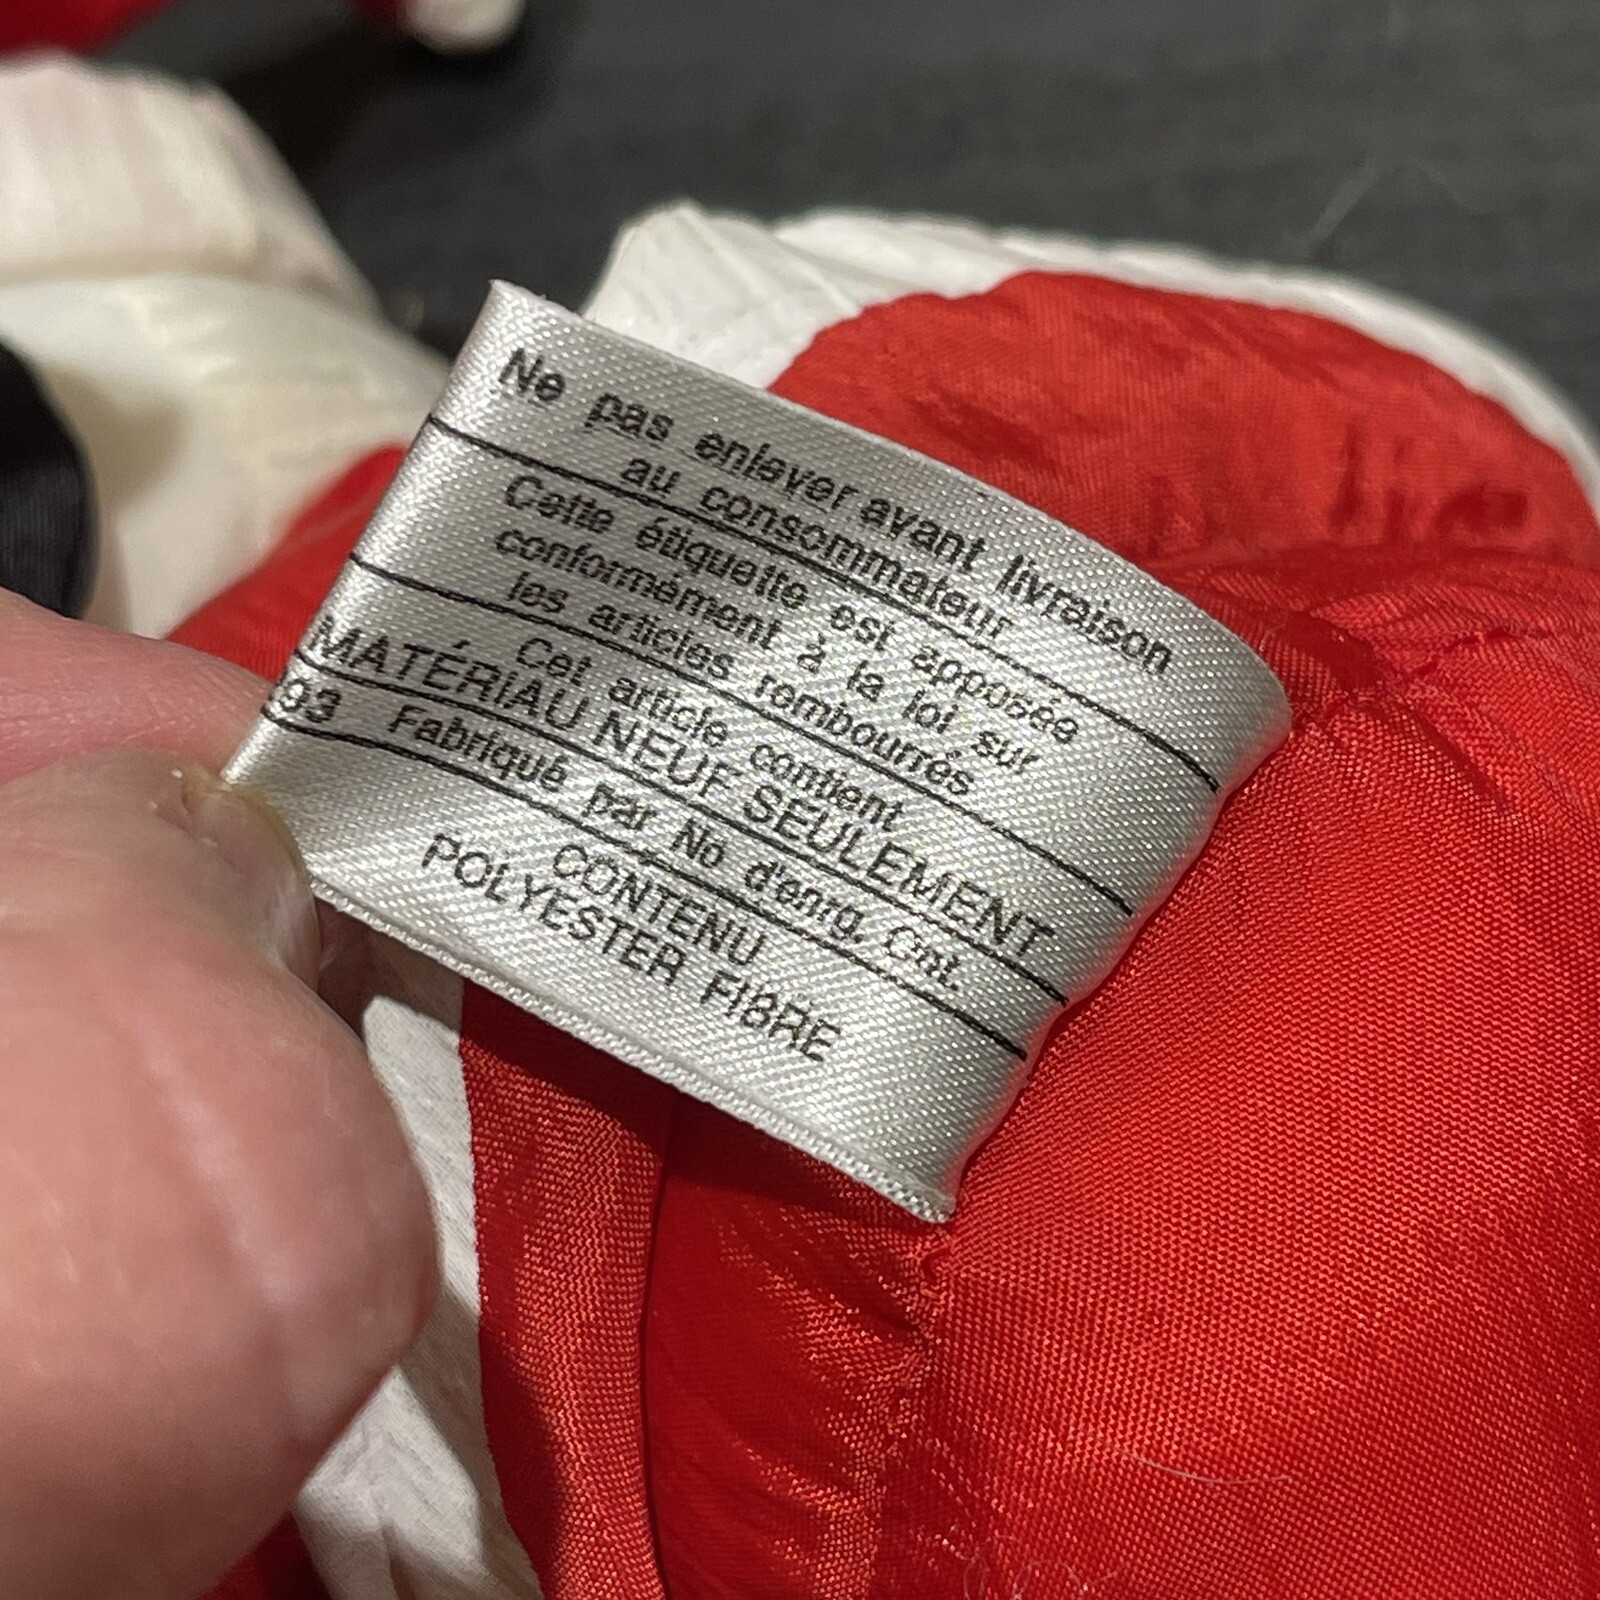 Ne pas enlever avant livraison
au consommateur
Cette étiquette est apposée
conformément à la loi sur
les articles rembourrés
Cet article contient
MATÉRIAU NEUF SEULEMENT
93 Fabriqué par No d'enrg. Ont.
CONTENU
POLYESTER FIBRE